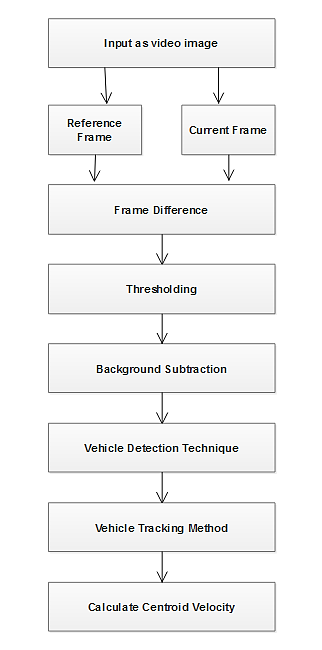 Input as video image
Reference
Frame
Current Frame
Frame Difference
Thresholding
Background Subtraction
Vehicle Detection Technique
Vehicle Tracking Method
Calculate Centroid Velocity